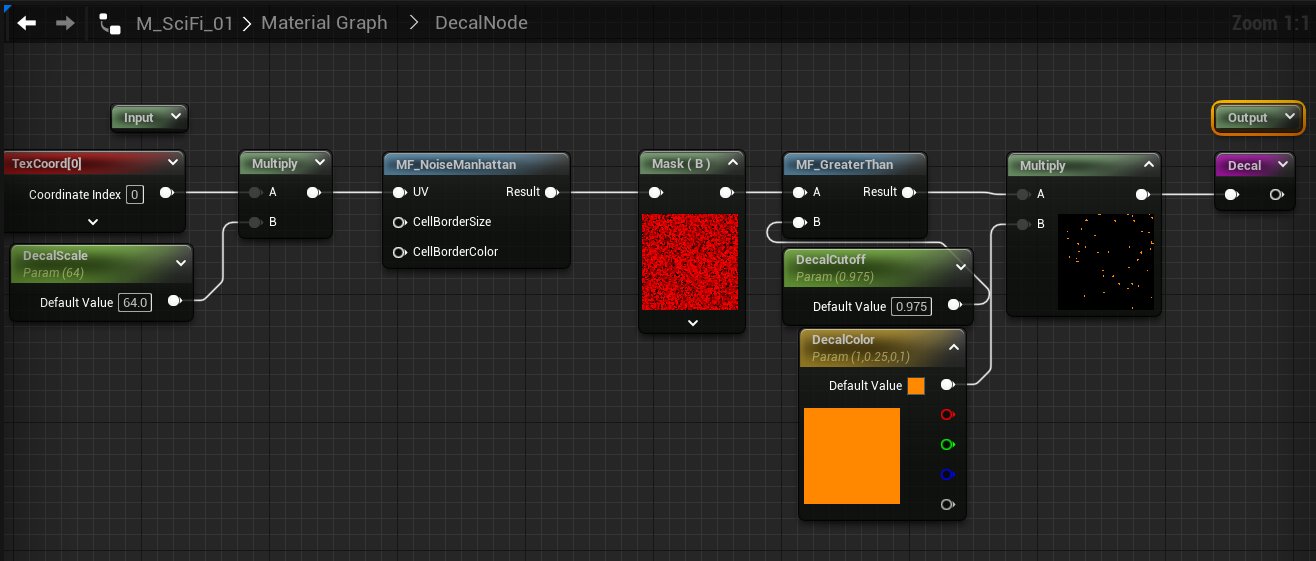 M_SciFi_01 > Material Graph > DecalNode
Zoom 1:1
Input
Output
TexCoord[0]
Coordinate Index 0
Multiply
A
B
MF_NoiseManhattan
UV Result
CellBorderSize
CellBorderColor
Mask ( B )
MF_GreaterThan
A Result
B
Multiply
A
B
Decal
DecalScale
Param (64)
Default Value 64.0
DecalCutoff
Param (0.975)
Default Value 0.975
DecalColor
Param (1,0.25,0,1)
Default Value